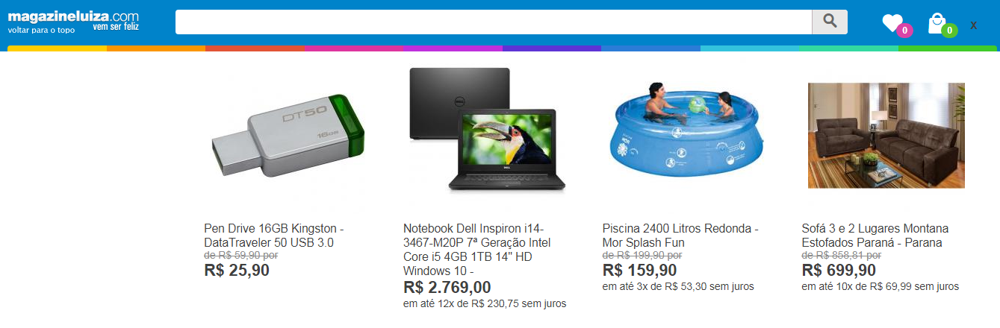 magazineluiza.com
vem ser feliz
voltar para o topo
0
0
x
DT50
16GB
DELL
DELL
MOR
Pen Drive 16GB Kingston -
DataTraveler 50 USB 3.0
de R$ 59,90 por
R$ 25,90
Notebook Dell Inspiron i14-
3467-M20P 7ª Geração Intel
Core i5 4GB 1TB 14" HD
Windows 10 -
R$ 2.769,00
em até 12x de R$ 230,75 sem juros
Piscina 2400 Litros Redonda -
Mor Splash Fun
de R$ 199,90 por
R$ 159,90
em até 3x de R$ 53,30 sem juros
Sofá 3 e 2 Lugares Montana
Estofados Paraná - Parana
de R$ 858,81 por
R$ 699,90
em até 10x de R$ 69,99 sem juros